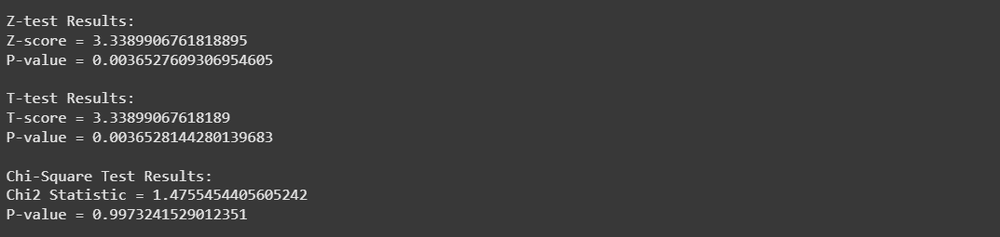 Z-test Results:
Z-score = 3.3389906761818895
P-value = 0.0036527609306954605
T-test Results:
T-score = 3.33899067618189
P-value = 0.0036528144280139683
Chi-Square Test Results:
Chi2 Statistic = 1.4755454405605242
P-value = 0.9973241529012351